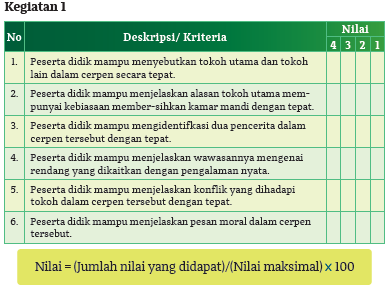 Kegiatan 1
No Deskripsi/ Kriteria Nilai
4 3 2 1
1. Peserta didik mampu menyebutkan tokoh utama dan tokoh
lain dalam cerpen secara tepat.
2. Peserta didik mampu menjelaskan alasan tokoh utama mem-
punyai kebiasaan member-sihkan kamar mandi dengan tepat.
3. Peserta didik mampu mengidentifkasi dua pencerita dalam
cerpen tersebut dengan tepat.
4. Peserta didik mampu menjelaskan wawasannya mengenai
rendang yang dikaitkan dengan pengalaman nyata.
5. Peserta didik mampu menjelaskan konflik yang dihadapi
tokoh dalam cerpen tersebut dengan tepat.
6. Peserta didik mampu menjelaskan pesan moral dalam cerpen
tersebut.
Nilai = (Jumlah nilai yang didapat)/(Nilai maksimal) x 100